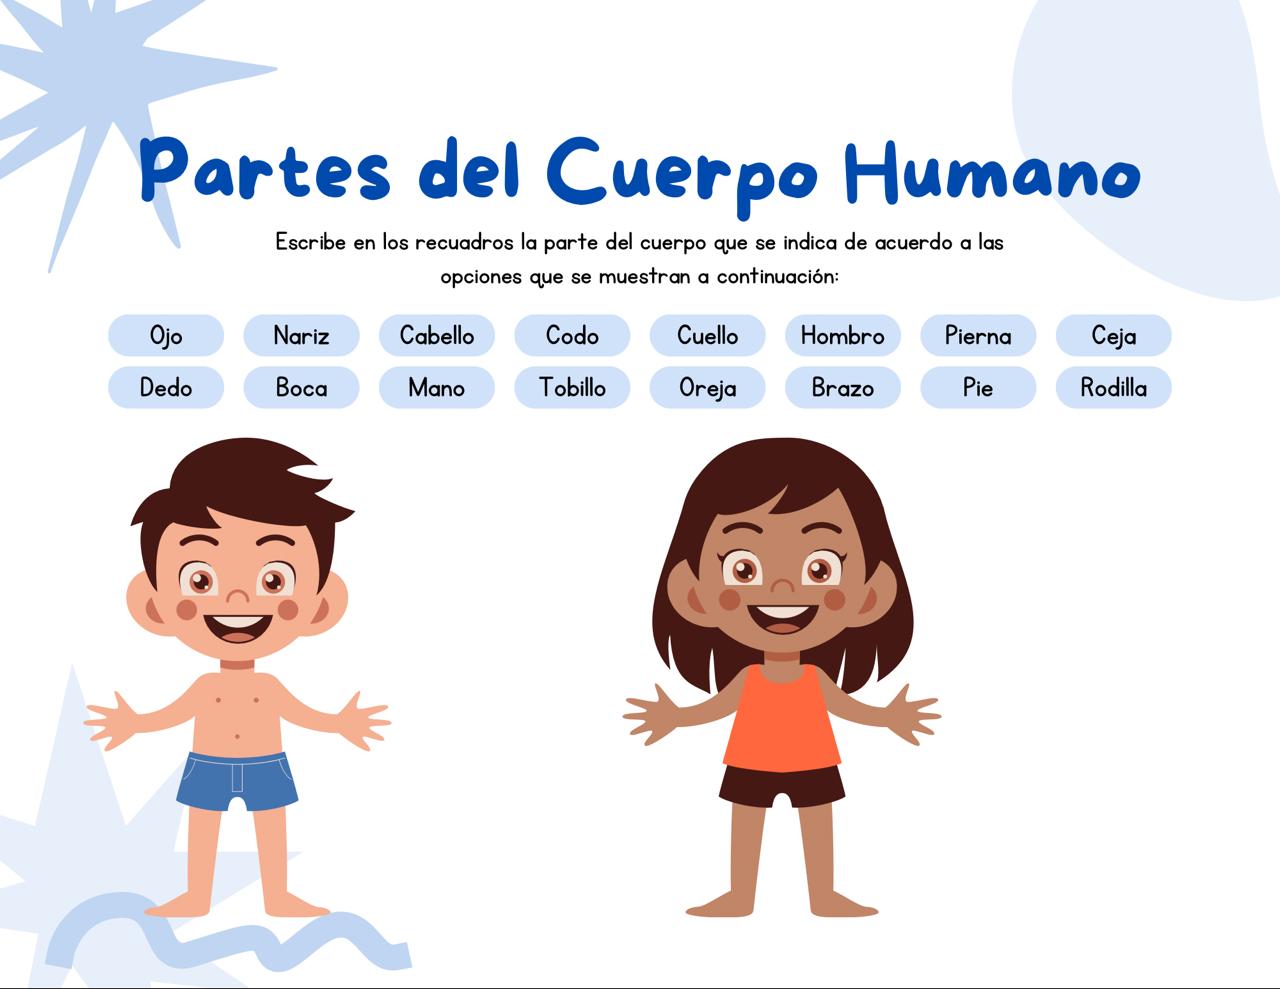 Partes del Cuerpo Humano
Escribe en los recuadros la parte del cuerpo que se indica de acuerdo a las
opciones que se muestran a continuación:
Ojo Nariz Cabello Codo Cuello Hombro Pierna Ceja
Dedo Boca Mano Tobillo Oreja Brazo Pie Rodilla